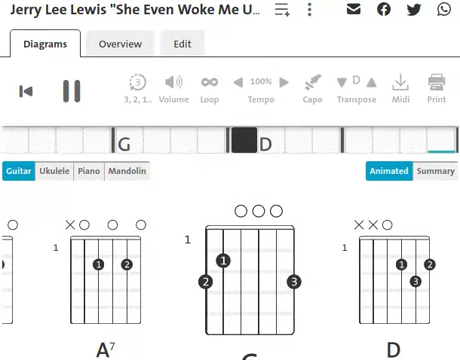 Jerry Lee Lewis "She Even Woke Me U...
Diagrams Overview Edit
3
3, 2, 1.. Volume Loop 100% Tempo Capo D Transpose Midi Print
G D
Guitar Ukulele Piano Mandolin Animated Summary
1 1 2
1 1 2 3
1 1 2 3
A7 G D